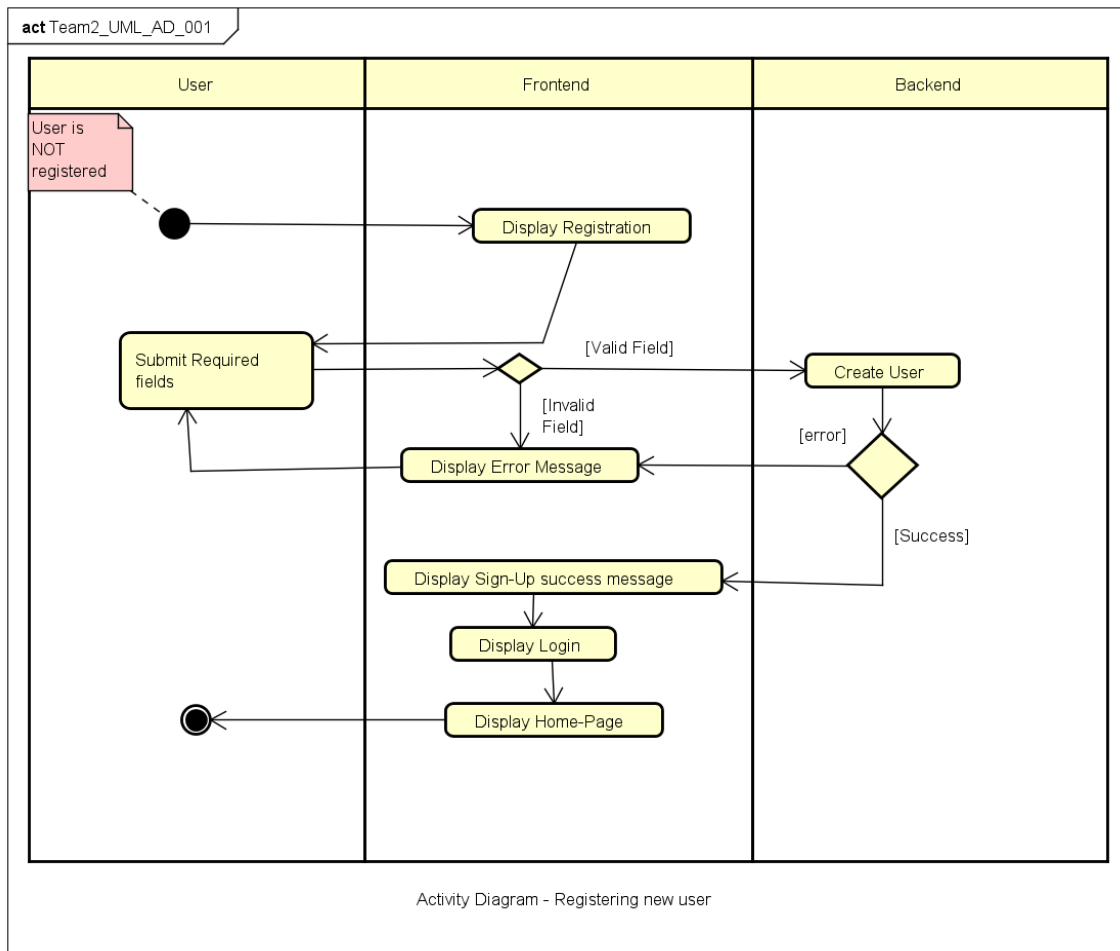 act Team2_UML_AD_001
User
Frontend
Backend
User is
NOT
registered
Display Registration
Submit Required
fields
[Valid Field]
Create User
[Invalid
Field]
[error]
Display Error Message
[Success]
Display Sign-Up success message
Display Login
Display Home-Page
Activity Diagram - Registering new user